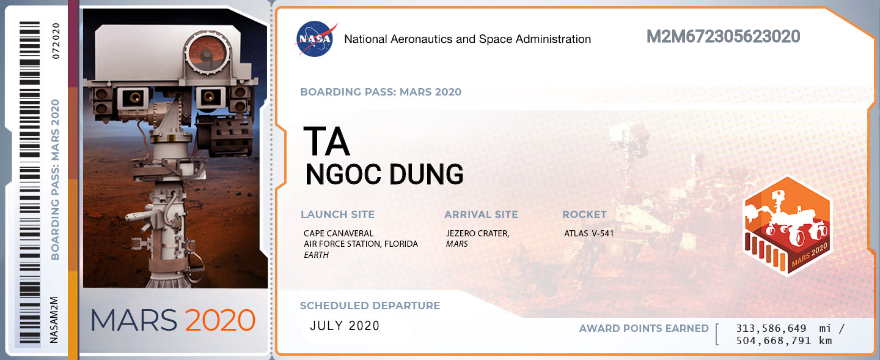 072020
BOARDING PASS: MARS 2020
NASAM2M
MARS 2020
NASA
National Aeronautics and Space Administration
M2M672305623020
BOARDING PASS: MARS 2020
TA
NGOC DUNG
LAUNCH SITE
CAPE CANAVERAL
AIR FORCE STATION, FLORIDA
EARTH
ARRIVAL SITE
JEZERO CRATER,
MARS
ROCKET
ATLAS V-541
MARS 2020
SCHEDULED DEPARTURE
JULY 2020
AWARD POINTS EARNED
313,586,649 mi /
504,668,791 km